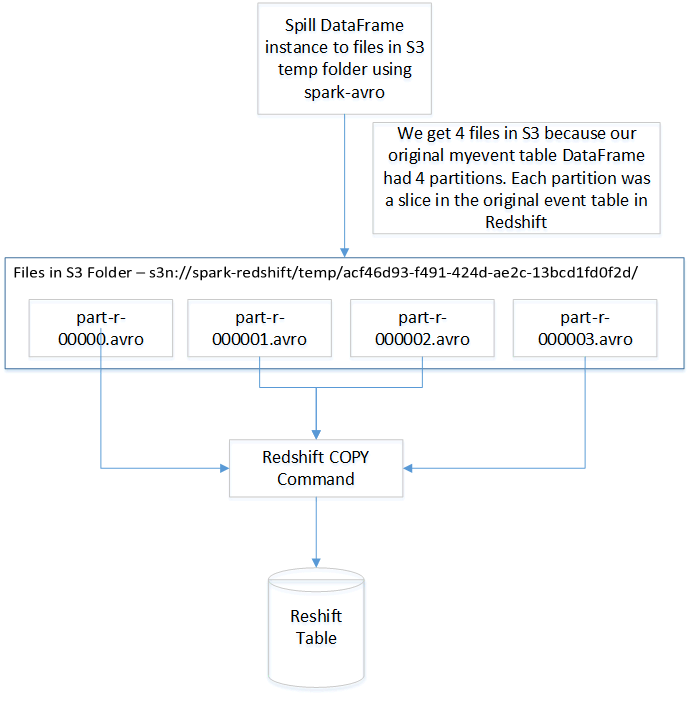 Spill DataFrame
instance to files in S3
temp folder using
spark-avro
We get 4 files in S3 because our
original myevent table DataFrame
had 4 partitions. Each partition was
a slice in the original event table in
Redshift
Files in S3 Folder – s3n://spark-redshift/temp/acf46d93-f491-424d-ae2c-13bcd1fd0f2d/
part-r-
00000.avro
part-r-
000001.avro
part-r-
000002.avro
part-r-
000003.avro
Redshift COPY
Command
Reshift
Table